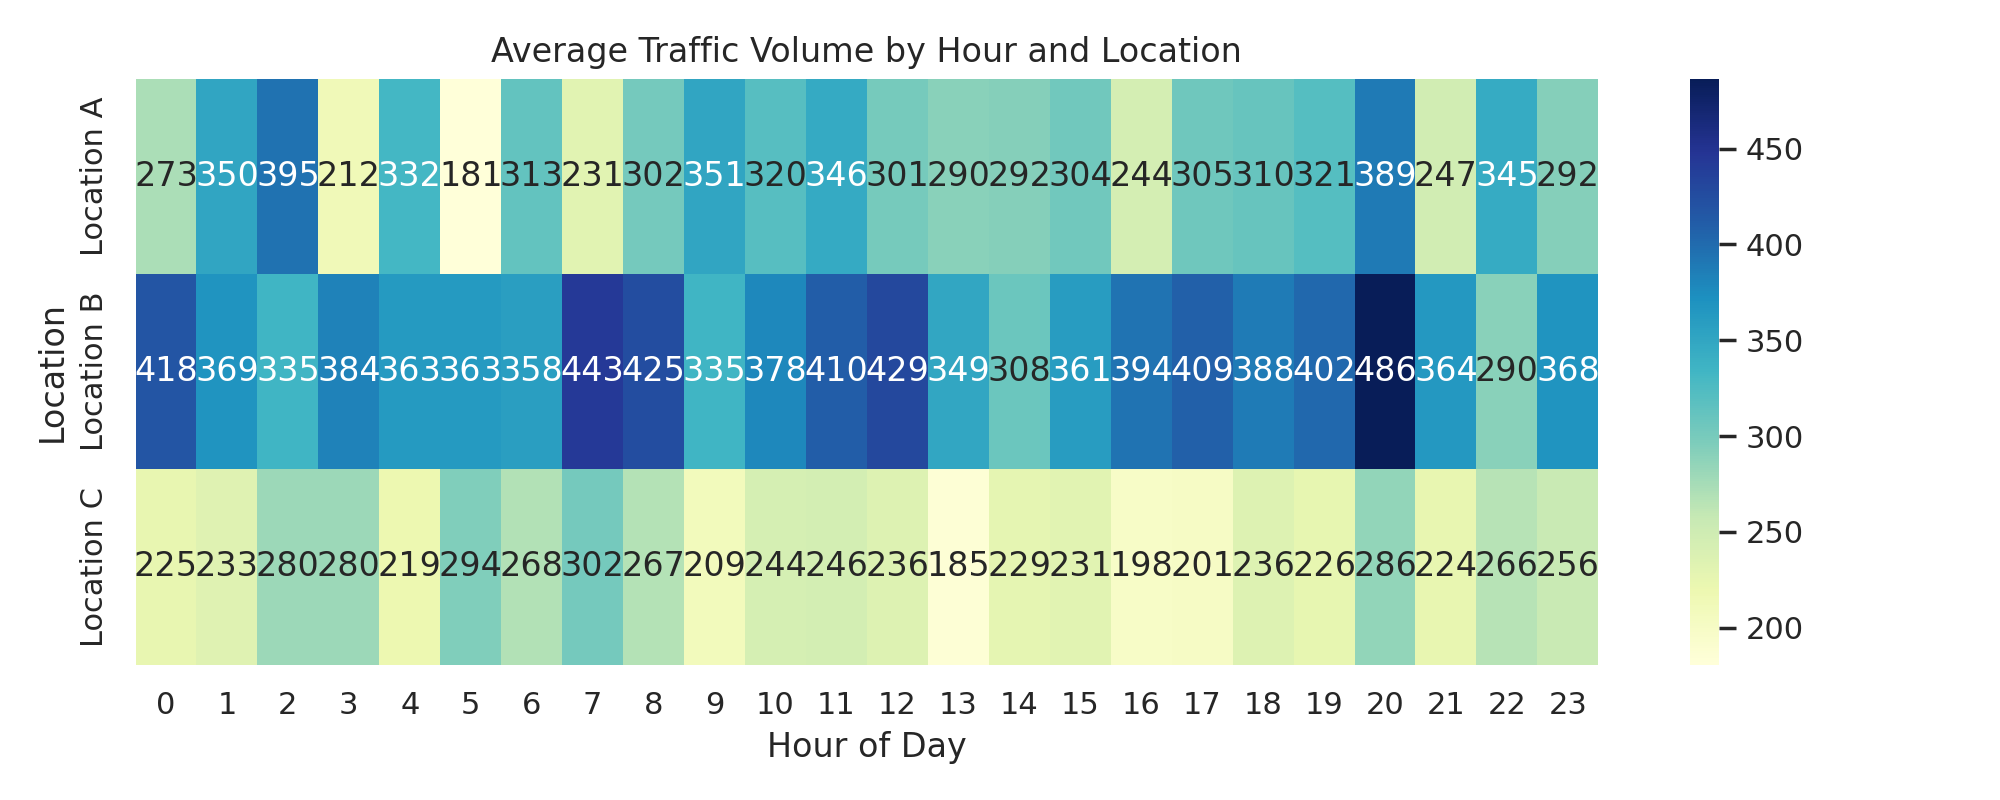 Average Traffic Volume by Hour and Location
Location
Location A
273 350 395 212 332 181 313 231 302 351 320 346 301 290 292 304 244 305 310 321 389 247 345 292
Location B
418 369 335 384 363 363 358 443 425 335 378 410 429 349 308 361 394 409 388 402 486 364 290 368
Location C
225 233 280 280 219 294 268 302 267 209 244 246 236 185 229 231 198 201 236 226 286 224 266 256
0 1 2 3 4 5 6 7 8 9 10 11 12 13 14 15 16 17 18 19 20 21 22 23
Hour of Day
450
400
350
300
250
200